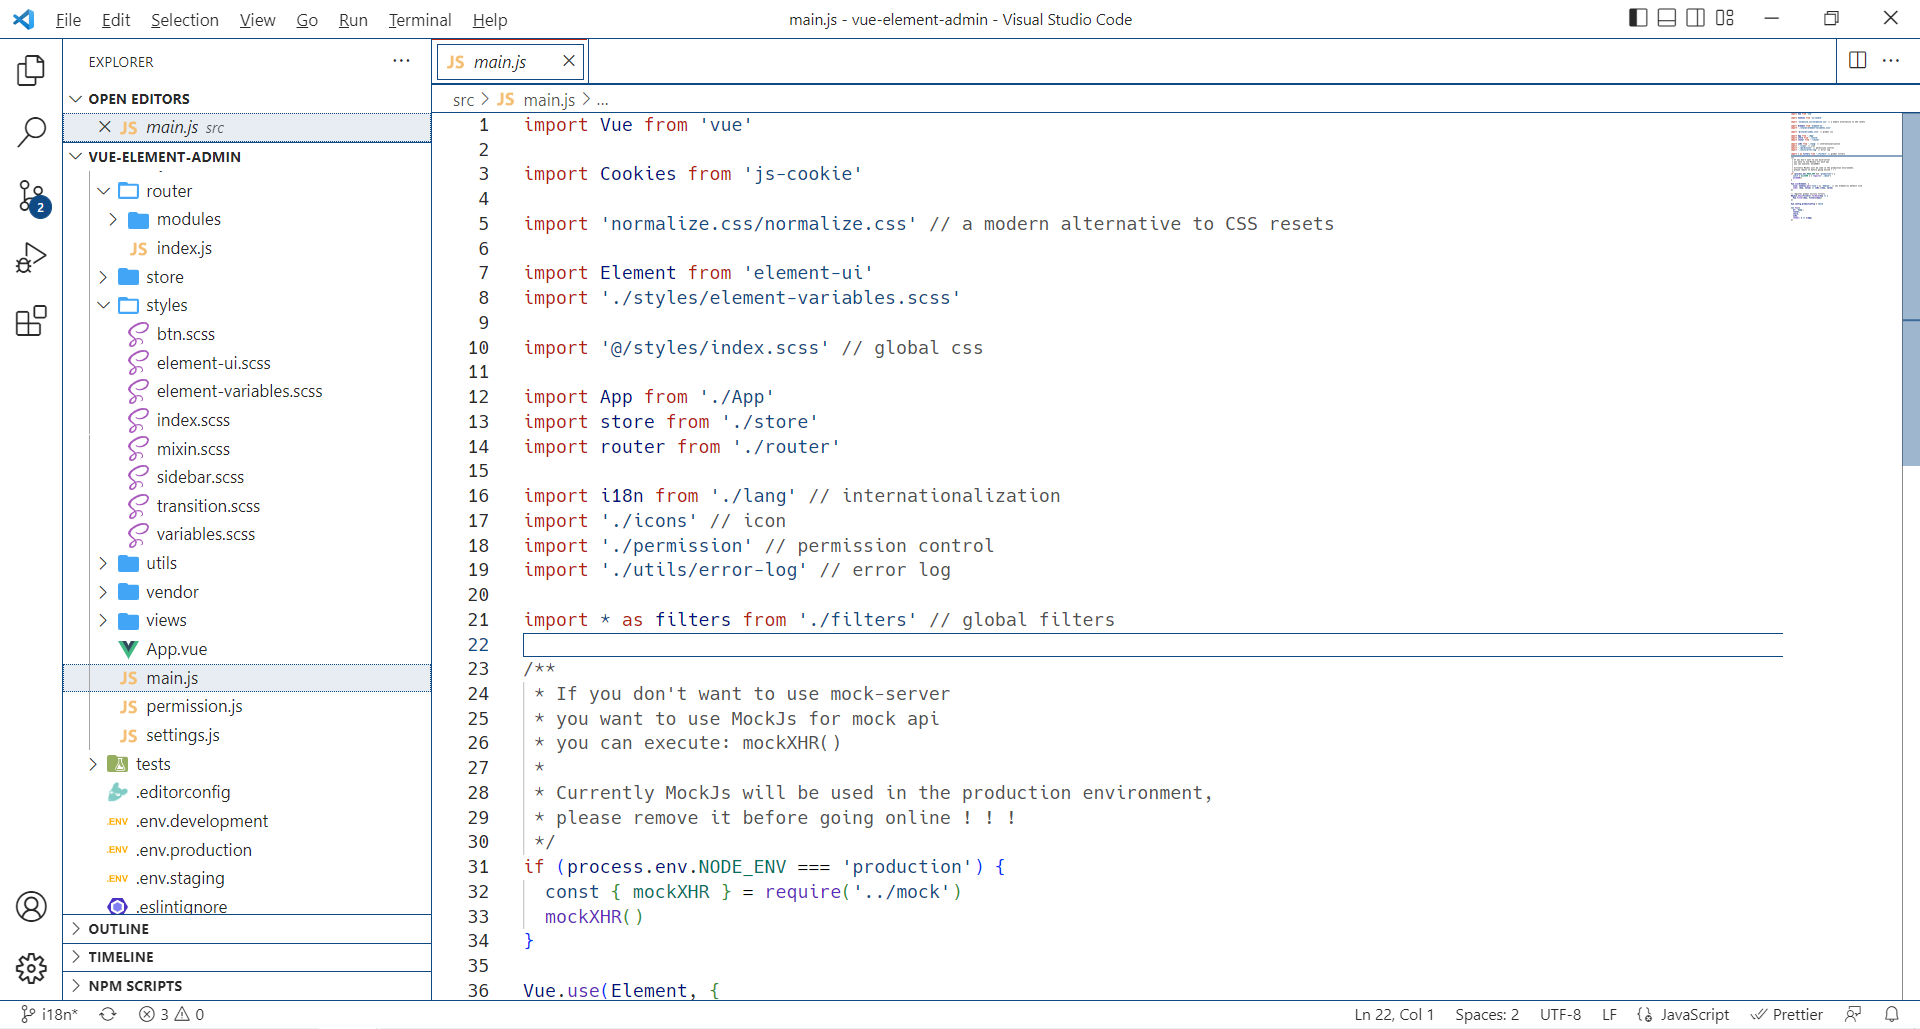 File Edit Selection View Go Run Terminal Help
main.js - vue-element-admin - Visual Studio Code
EXPLORER
OPEN EDITORS
JS main.js src
VUE-ELEMENT-ADMIN
router
modules
JS index.js
store
styles
btn.scss
element-ui.scss
element-variables.scss
index.scss
mixin.scss
sidebar.scss
transition.scss
variables.scss
utils
vendor
views
App.vue
JS main.js
JS permission.js
JS settings.js
tests
.editorconfig
.ENV .env.development
.ENV .env.production
.ENV .env.staging
.eslintignore
OUTLINE
TIMELINE
NPM SCRIPTS
2
JS main.js
src > JS main.js > ...
1 import Vue from 'vue'
2
3 import Cookies from 'js-cookie'
4
5 import 'normalize.css/normalize.css' // a modern alternative to CSS resets
6
7 import Element from 'element-ui'
8 import './styles/element-variables.scss'
9
10 import '@/styles/index.scss' // global css
11
12 import App from './App'
13 import store from './store'
14 import router from './router'
15
16 import i18n from './lang' // internationalization
17 import './icons' // icon
18 import './permission' // permission control
19 import './utils/error-log' // error log
20
21 import * as filters from './filters' // global filters
22
23 /**
24 * If you don't want to use mock-server
25 * you want to use MockJs for mock api
26 * you can execute: mockXHR()
27 *
28 * Currently MockJs will be used in the production environment,
29 * please remove it before going online ! ! !
30 */
31 if (process.env.NODE_ENV === 'production') {
32 const { mockXHR } = require('../mock')
33 mockXHR()
34 }
35
36 Vue.use(Element, {
i18n* 3 0 Ln 22, Col 1 Spaces: 2 UTF-8 LF JavaScript Prettier